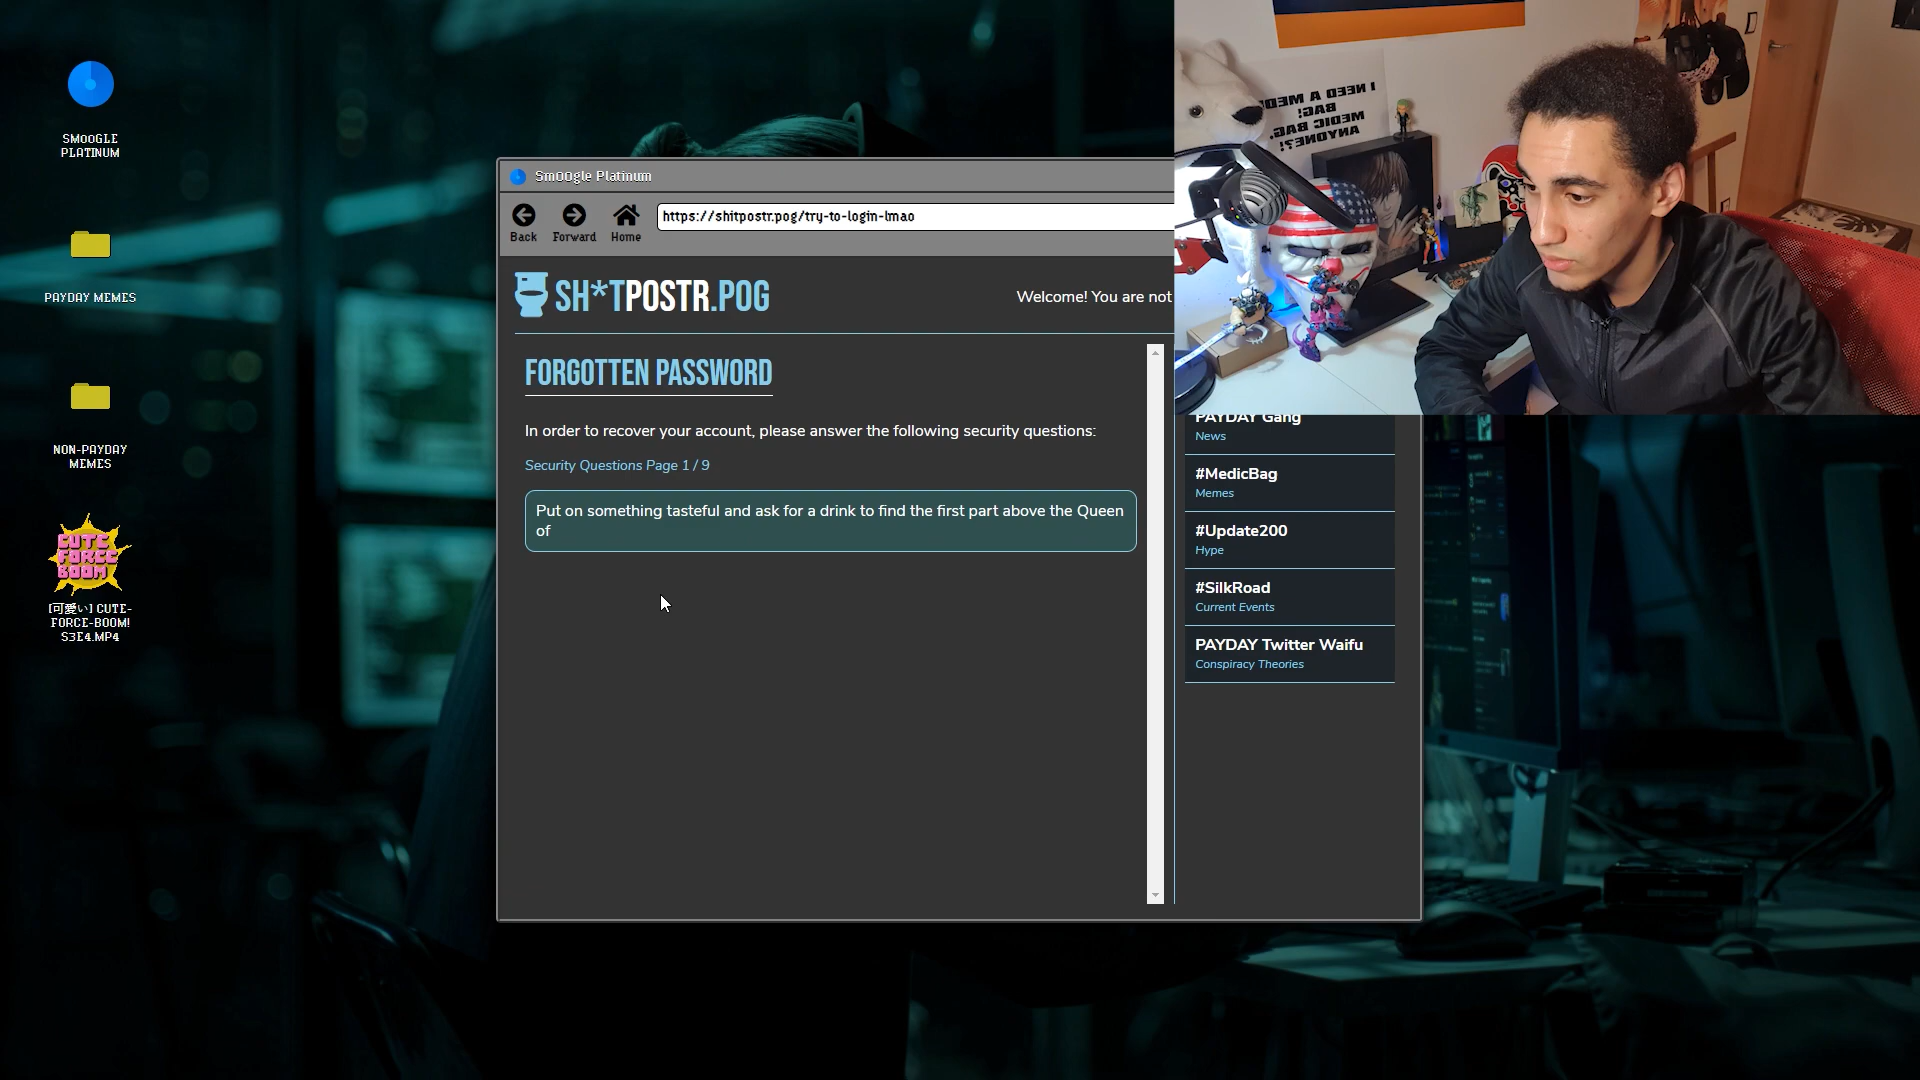 SMOOGLE
PLATINUM
PAYDAY MEMES
NON-PAYDAY
MEMES
CUTE
FORCE
BOOM
[可愛い] CUTE-
FORCE-BOOM!
S3E4.MP4
Sm00gle Platinum
Back
Forward
Home
https://shitpostr.pog/try-to-login-lmao
SH*TPOSTR.POG
Welcome! You are not
FORGOTTEN PASSWORD
In order to recover your account, please answer the following security questions:
Security Questions Page 1 / 9
Put on something tasteful and ask for a drink to find the first part above the Queen
of
PAYDAY Gang
News
#MedicBag
Memes
#Update200
Hype
#SilkRoad
Current Events
PAYDAY Twitter Waifu
Conspiracy Theories
I NEED A MEDIC
BAG!
MEDIC BAG,
ANYONE?!